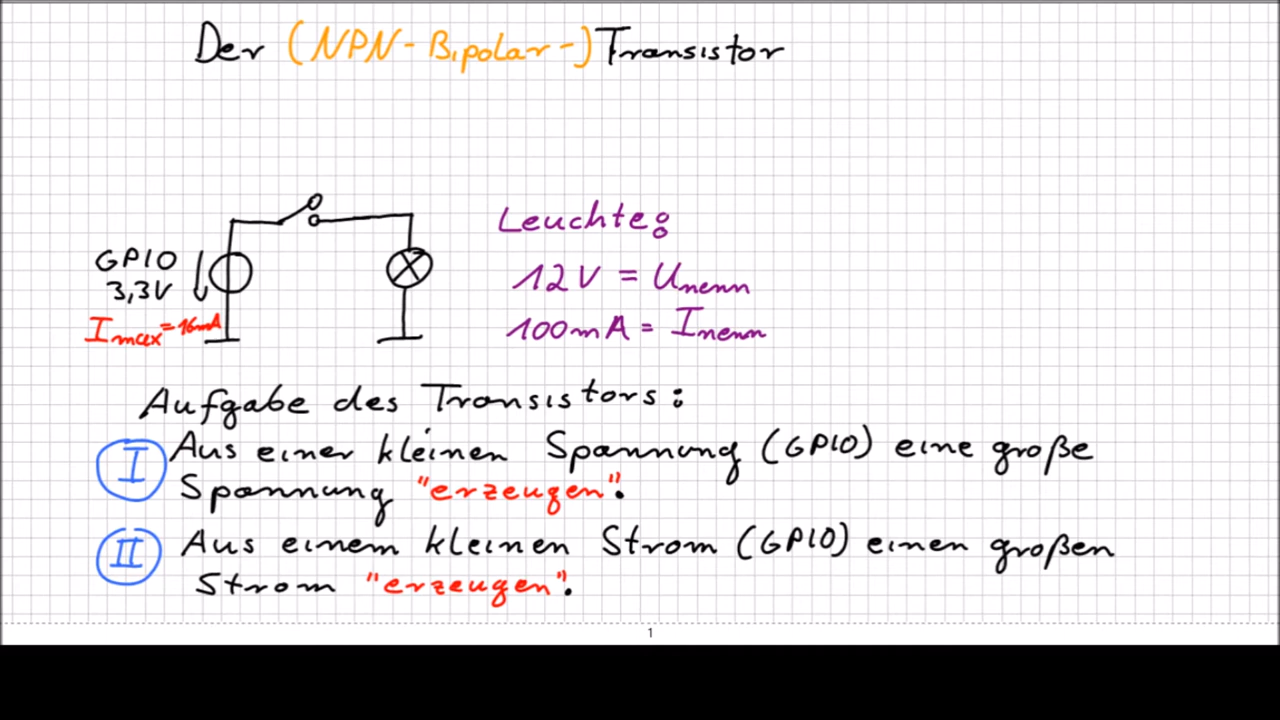 Der (NPN-Bipolar-)Transistor
GPIO
3,3V
Imax=16mA
Leuchte:
12V = Unenn
100mA = Inenn
Aufgabe des Transistors:
I Aus einer kleinen Spannung (GPIO) eine große
Spannung "erzeugen".
II Aus einem kleinen Strom (GPIO) einen großen
Strom "erzeugen".
1